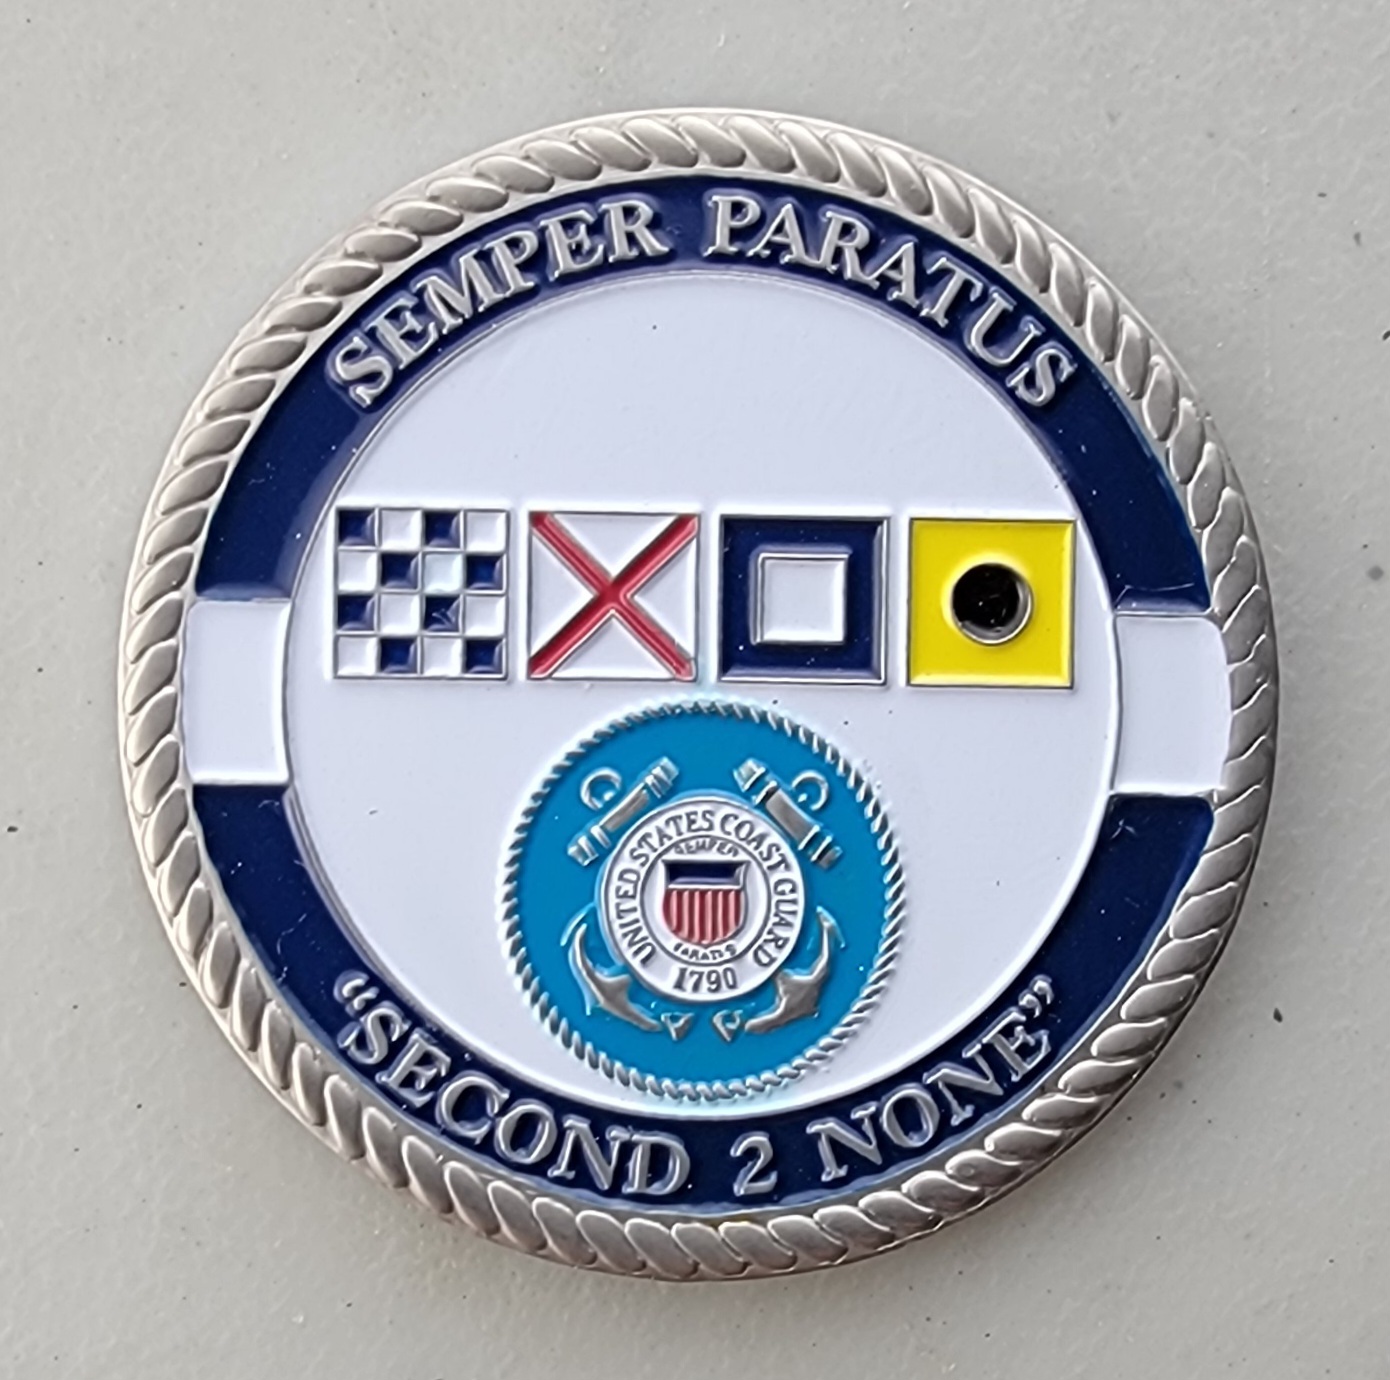 SEMPER PARATUS
UNITED STATES COAST GUARD
SEMPER
PARATUS
1790
“SECOND 2 NONE”